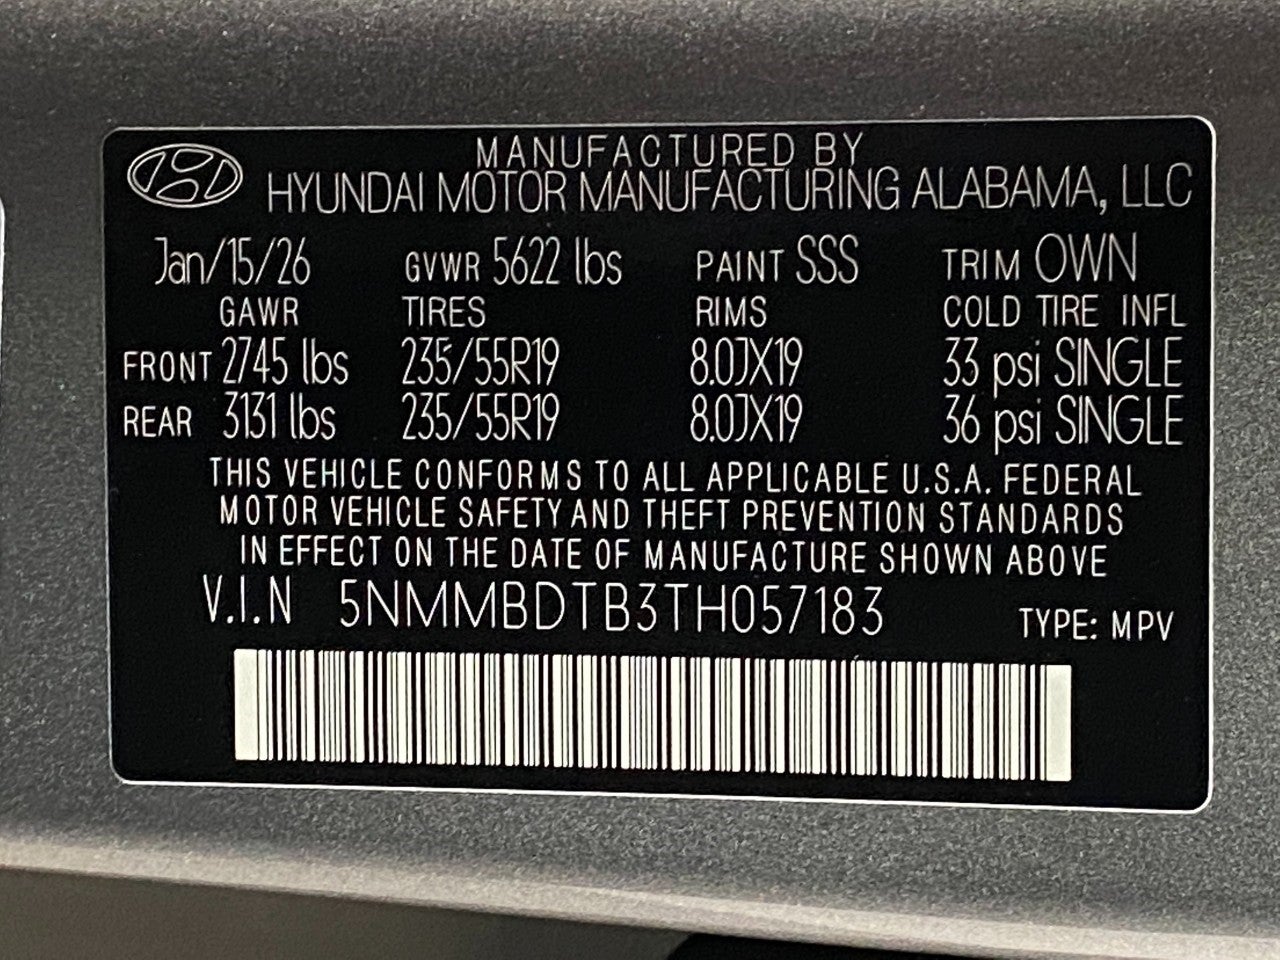 MANUFACTURED BY
HYUNDAI MOTOR MANUFACTURING ALABAMA, LLC
Jan/15/26 GVWR 5622 lbs PAINT SSS TRIM OWN
GAWR TIRES RIMS COLD TIRE INFL
FRONT 2745 lbs 235/55R19 8.0JX19 33 psi SINGLE
REAR 3131 lbs 235/55R19 8.0JX19 36 psi SINGLE
THIS VEHICLE CONFORMS TO ALL APPLICABLE U.S.A. FEDERAL
MOTOR VEHICLE SAFETY AND THEFT PREVENTION STANDARDS
IN EFFECT ON THE DATE OF MANUFACTURE SHOWN ABOVE
V.I.N 5NMMBDTB3TH057183 TYPE: MPV